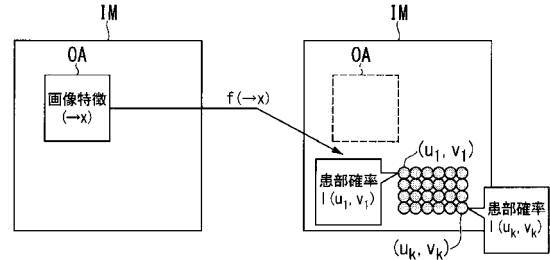 IM
OA
画像特徴
(→x)
f(→x)
IM
OA
(u1, v1)
患部確率
l(u1, v1)
(uk, vk)
患部確率
l(uk, vk)